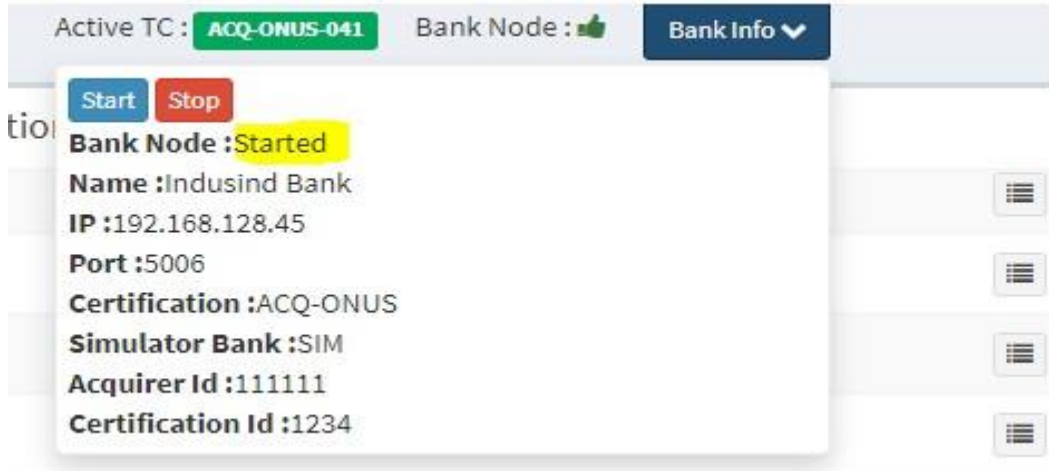 Active TC : ACQ-ONUS-041 Bank Node : Bank Info
Start Stop
tio
Bank Node :Started
Name :Indusind Bank
IP :192.168.128.45
Port :5006
Certification :ACQ-ONUS
Simulator Bank :SIM
Acquirer Id :111111
Certification Id :1234